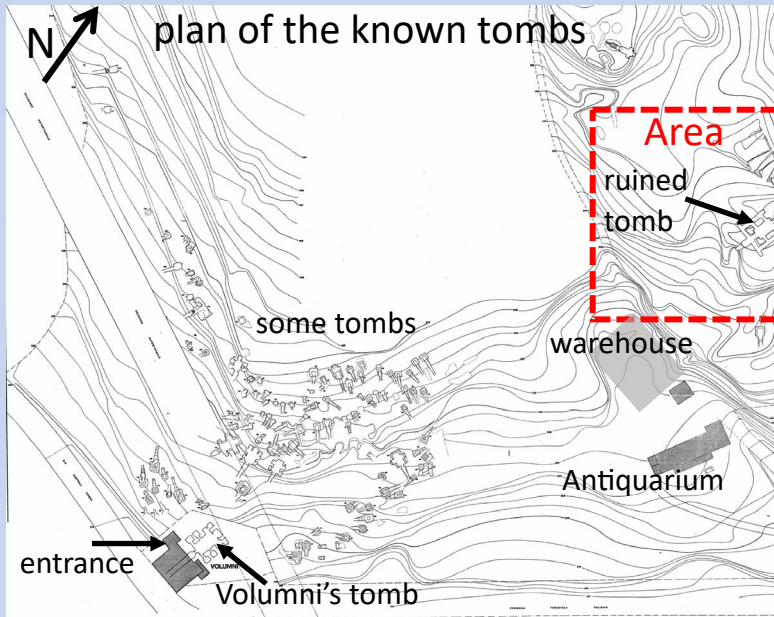 plan of the known tombs
N
Area
ruined
tomb
some tombs
warehouse
Antiquarium
entrance
VOLUMNI
Volumni's tomb